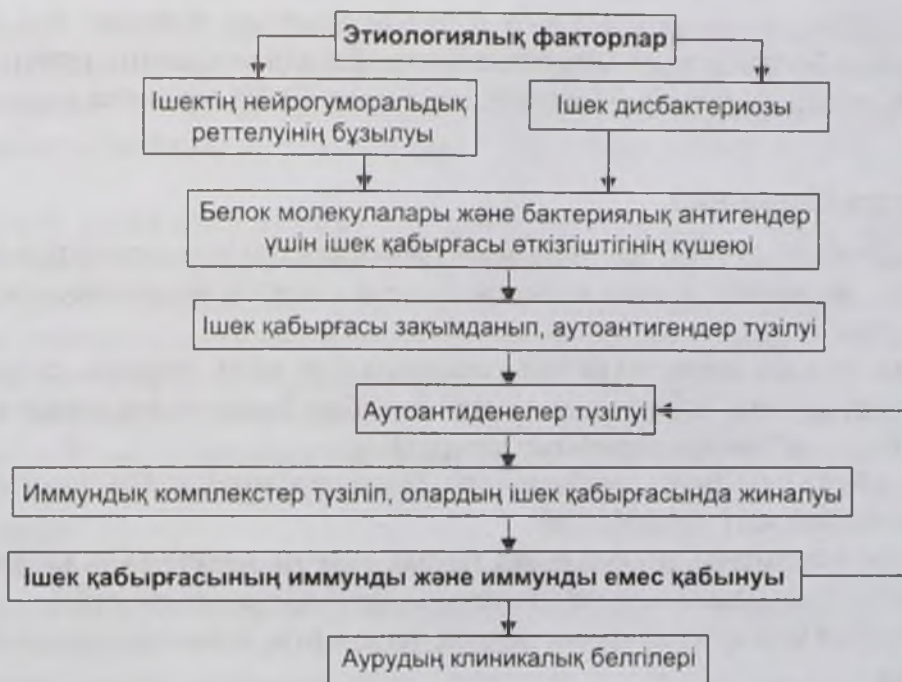 Этиологиялық факторлар
Ішектің нейрогуморальдық
реттелуінің бұзылуы
Ішек дисбактериозы
Белок молекулалары және бактериялық антигендер
үшін ішек қабырғасы өткізгіштігінің күшеюі
Ішек қабырғасы зақымданып, аутоантигендер түзілуі
Аутоантиденелер түзілуі
Иммундық комплекстер түзіліп, олардың ішек қабырғасында жиналуы
Ішек қабырғасының иммунды және иммунды емес қабынуы
Аурудың клиникалық белгілері